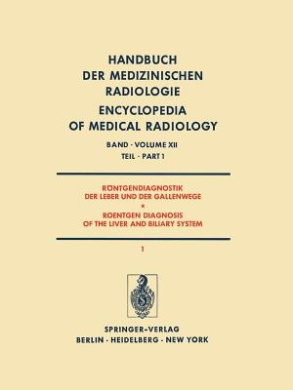 HANDBUCH
DER MEDIZINISCHEN
RADIOLOGIE
ENCYCLOPEDIA
OF MEDICAL RADIOLOGY
BAND · VOLUME XII
TEIL · PART 1
RÖNTGENDIAGNOSTIK
DER LEBER UND DER GALLENWEGE
*
ROENTGEN DIAGNOSIS
OF THE LIVER AND BILIARY SYSTEM
1
SPRINGER-VERLAG
BERLIN · HEIDELBERG · NEW YORK